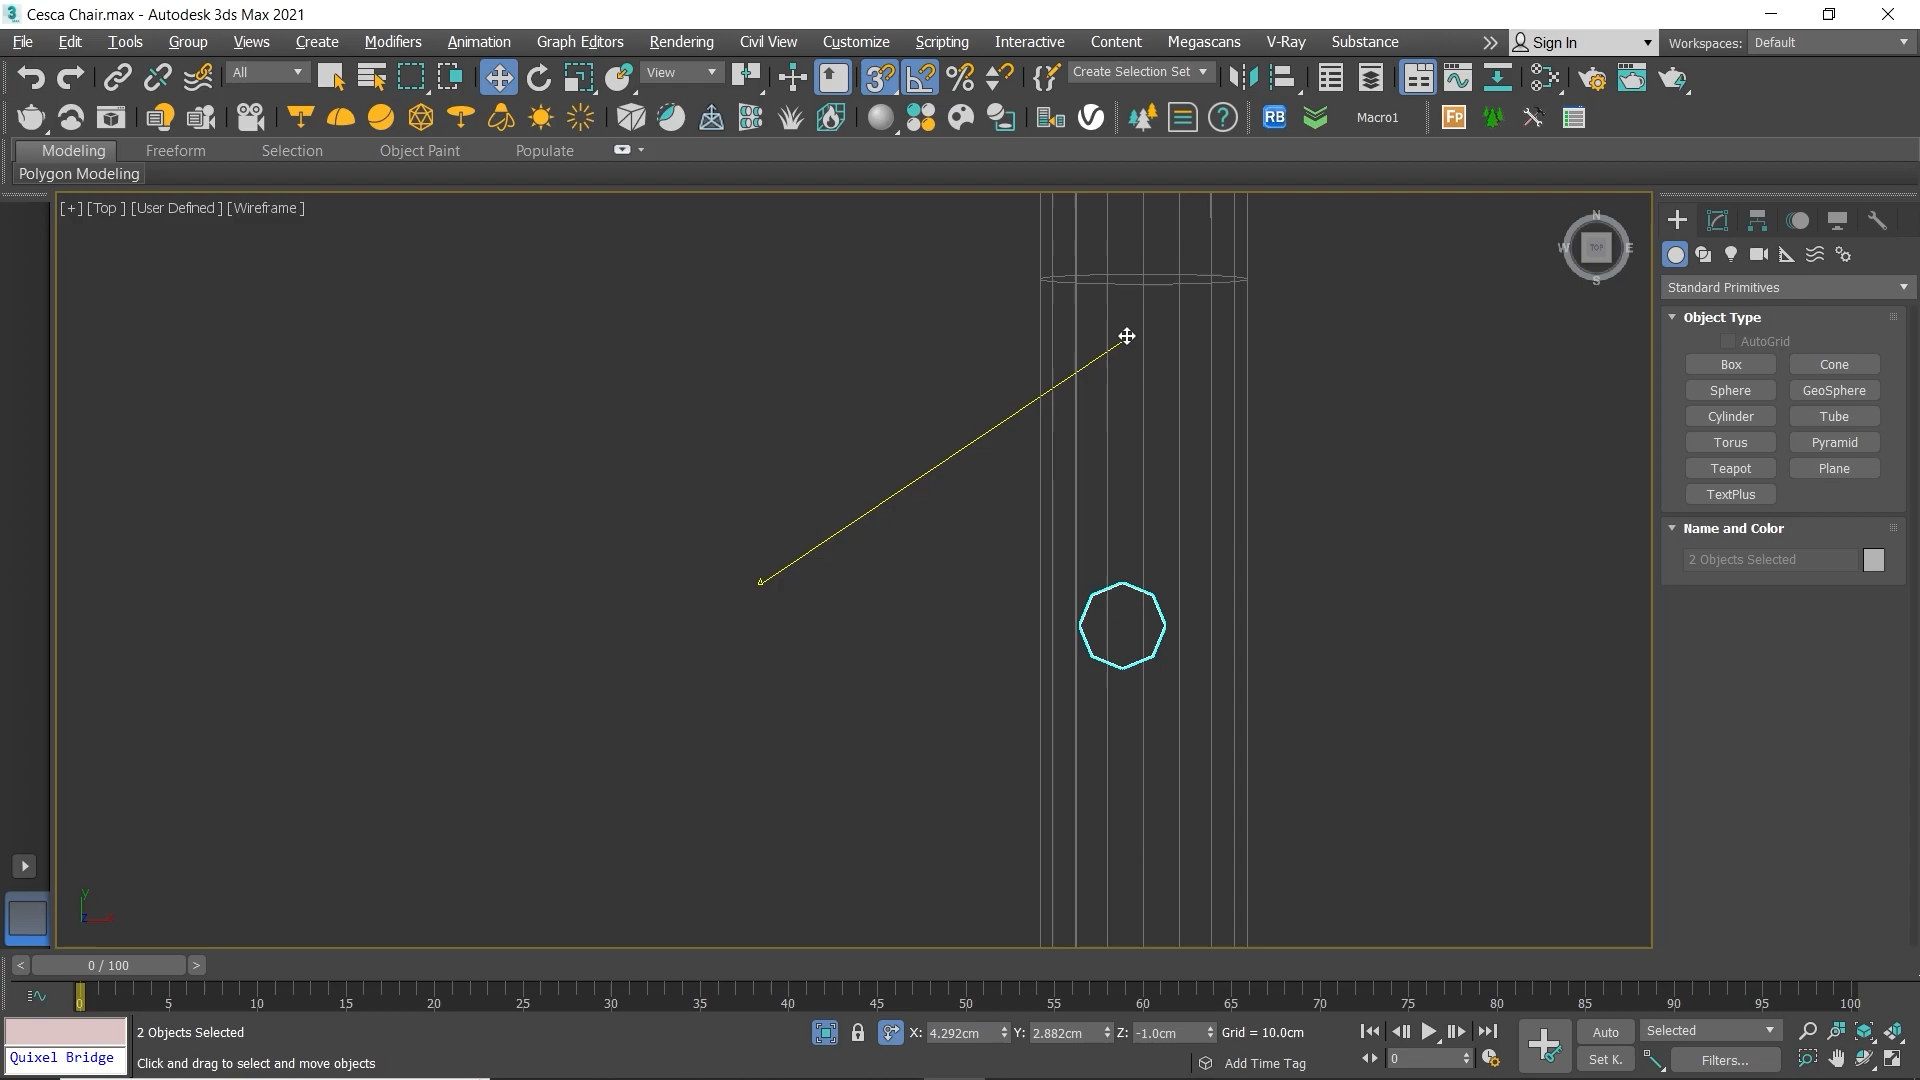 Cesca Chair.max - Autodesk 3ds Max 2021
File Edit Tools Group Views Create Modifiers Animation Graph Editors Rendering Civil View Customize Scripting Interactive Content Megascans V-Ray Substance Sign In Workspaces: Default
All View Create Selection Set
RB Macro1 Fp
Modeling Freeform Selection Object Paint Populate
Polygon Modeling
[+] [Top ] [User Defined ] [Wireframe ]
N
W TOP E
S
Standard Primitives
Object Type
AutoGrid
Box Cone
Sphere GeoSphere
Cylinder Tube
Torus Pyramid
Teapot Plane
TextPlus
Name and Color
2 Objects Selected
y
z x
< 0 / 100 >
0 5 10 15 20 25 30 35 40 45 50 55 60 65 70 75 80 85 90 95 100
2 Objects Selected X: 4.292cm Y: 2.882cm Z: -1.0cm Grid = 10.0cm Auto Selected
Quixel Bridge Click and drag to select and move objects Add Time Tag 0 Set K. Filters...